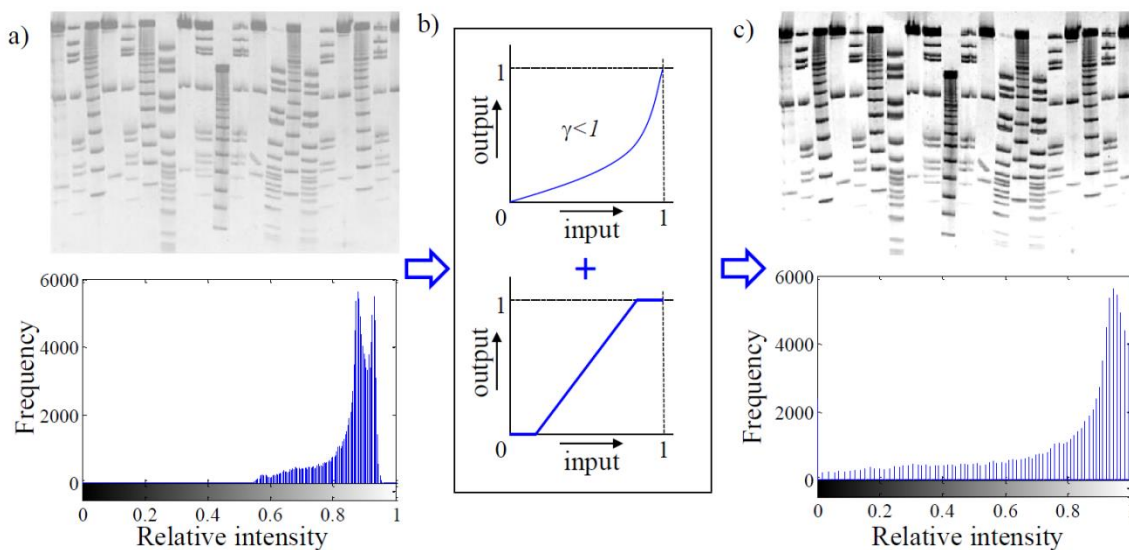 a)
b)
c)
output
1
γ<1
0
input
1
+
output
1
0
input
1
Frequency
6000
4000
2000
0
0
0.2
0.4
0.6
0.8
1
Relative intensity
Frequency
6000
4000
2000
0
0
0.2
0.4
0.6
0.8
1
Relative intensity